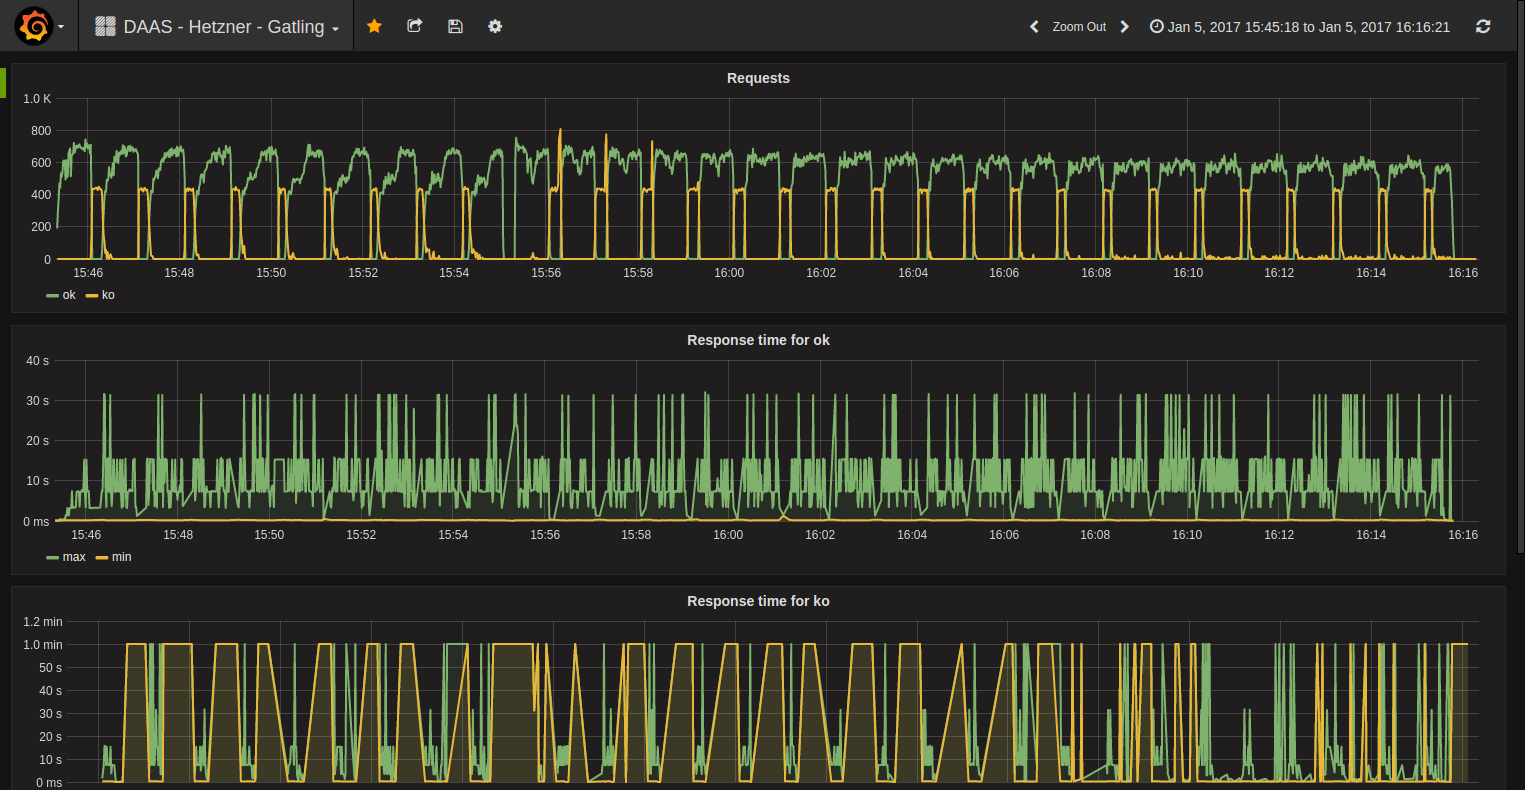 DAAS - Hetzner - Gatling
Zoom Out
Jan 5, 2017 15:45:18 to Jan 5, 2017 16:16:21
Requests
1.0 K
800
600
400
200
0
15:46 15:48 15:50 15:52 15:54 15:56 15:58 16:00 16:02 16:04 16:06 16:08 16:10 16:12 16:14 16:16
ok ko
Response time for ok
40 s
30 s
20 s
10 s
0 ms
15:46 15:48 15:50 15:52 15:54 15:56 15:58 16:00 16:02 16:04 16:06 16:08 16:10 16:12 16:14 16:16
max min
Response time for ko
1.2 min
1.0 min
50 s
40 s
30 s
20 s
10 s
0 ms